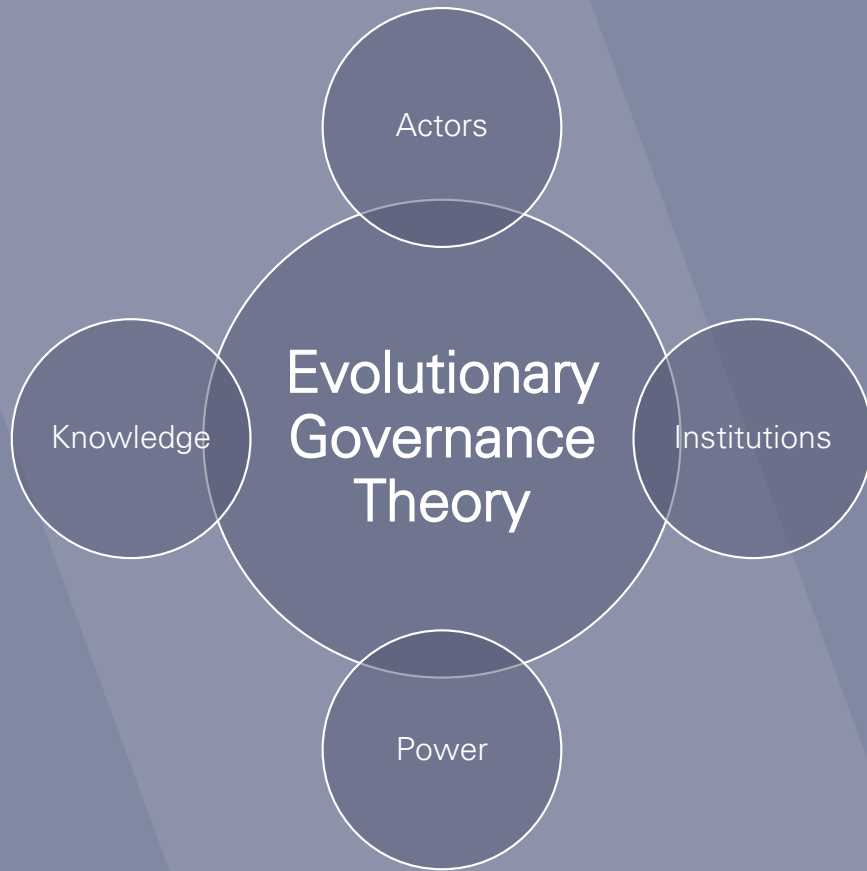 Actors
Knowledge
Evolutionary
Governance
Theory
Institutions
Power